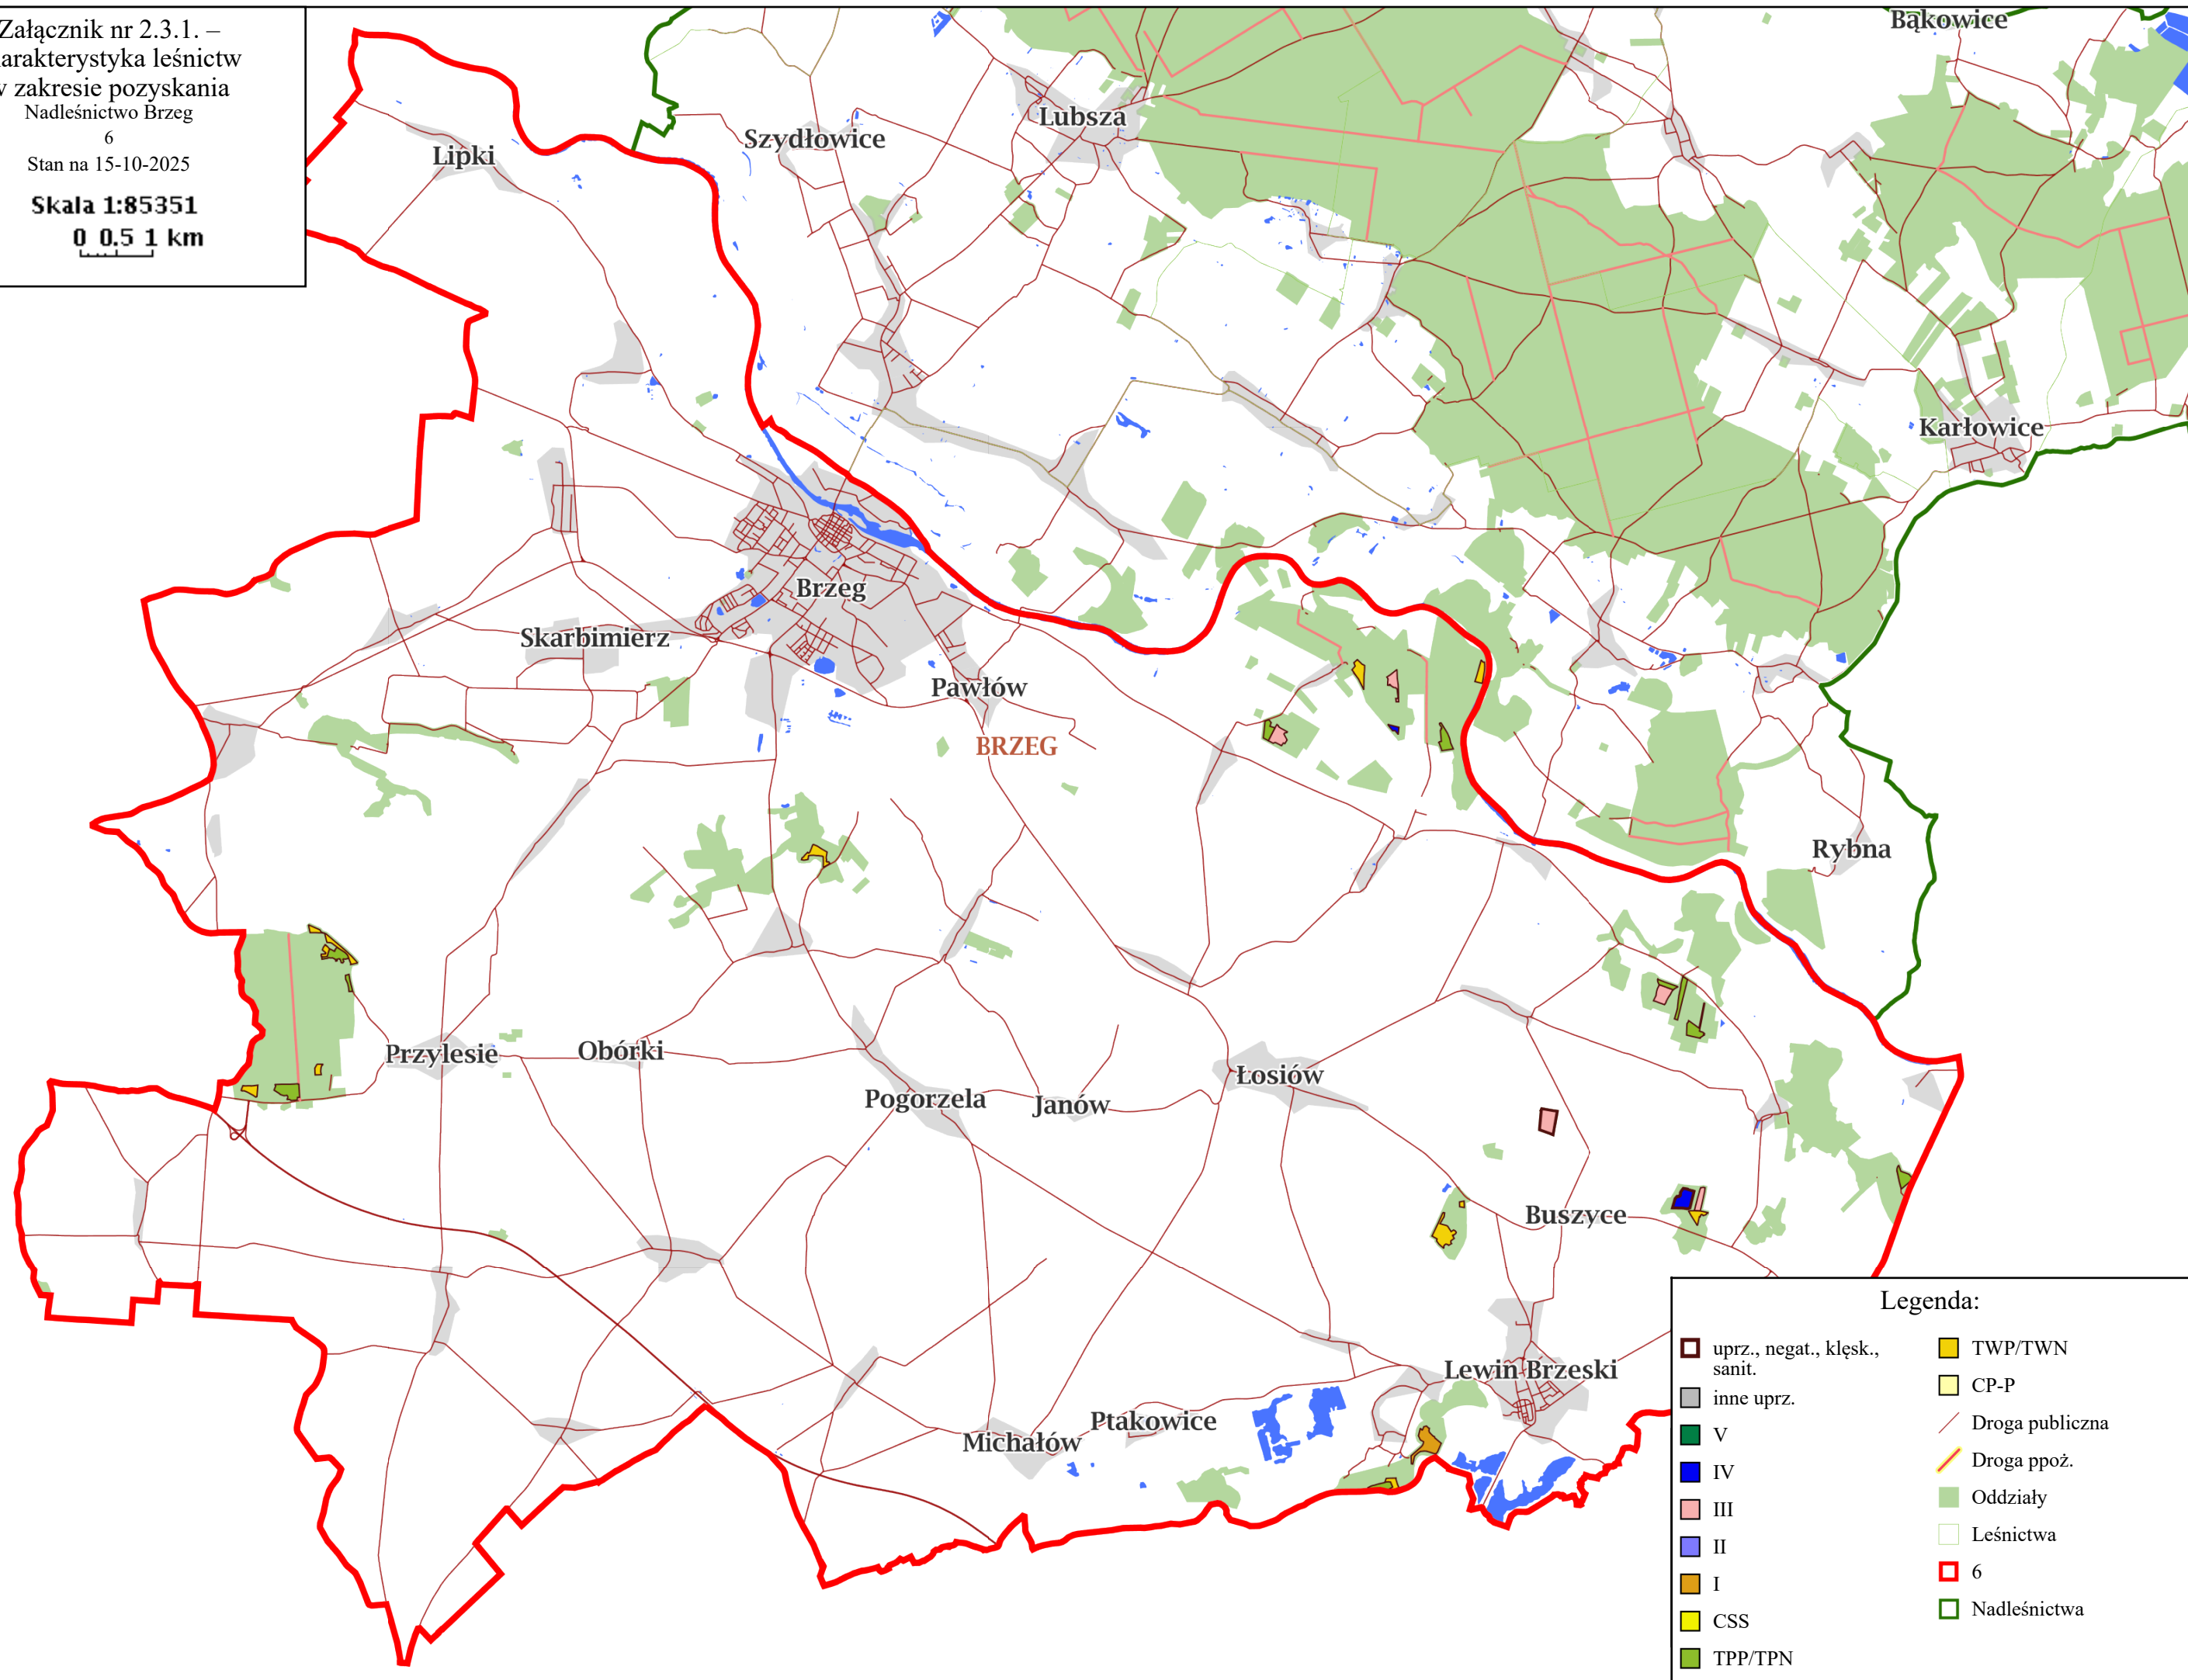 Załącznik nr 2.3.1. –
arakterystyka leśnictw
w zakresie pozyskania
Nadleśnictwo Brzeg
6
Stan na 15-10-2025
Skala 1:85351
0 0.5 1 km
Bąkowice
Lubsza
Szydłowice
Lipki
Karłowice
Brzeg
Skarbimierz
Pawłów
BRZEG
Rybna
Przylesie
Obórki
Pogorzela
Janów
Łosiów
Buszyce
Lewin Brzeski
Ptakowice
Michałów
Legenda:
uprz., negat., klęsk.,
sanit.
inne uprz.
V
IV
III
II
I
CSS
TPP/TPN
TWP/TWN
CP-P
Droga publiczna
Droga ppoż.
Oddziały
Leśnictwa
6
Nadleśnictwa